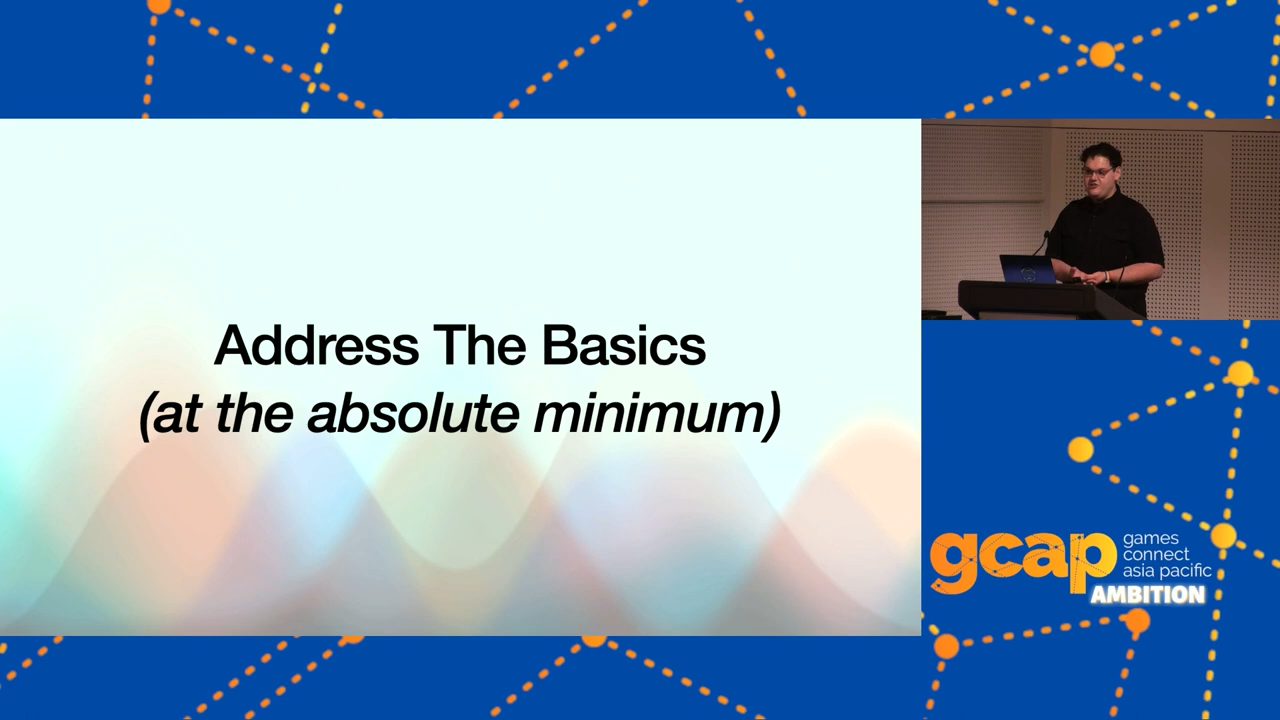 Address The Basics
(at the absolute minimum)
gcap
games
connect
asia pacific
AMBITION